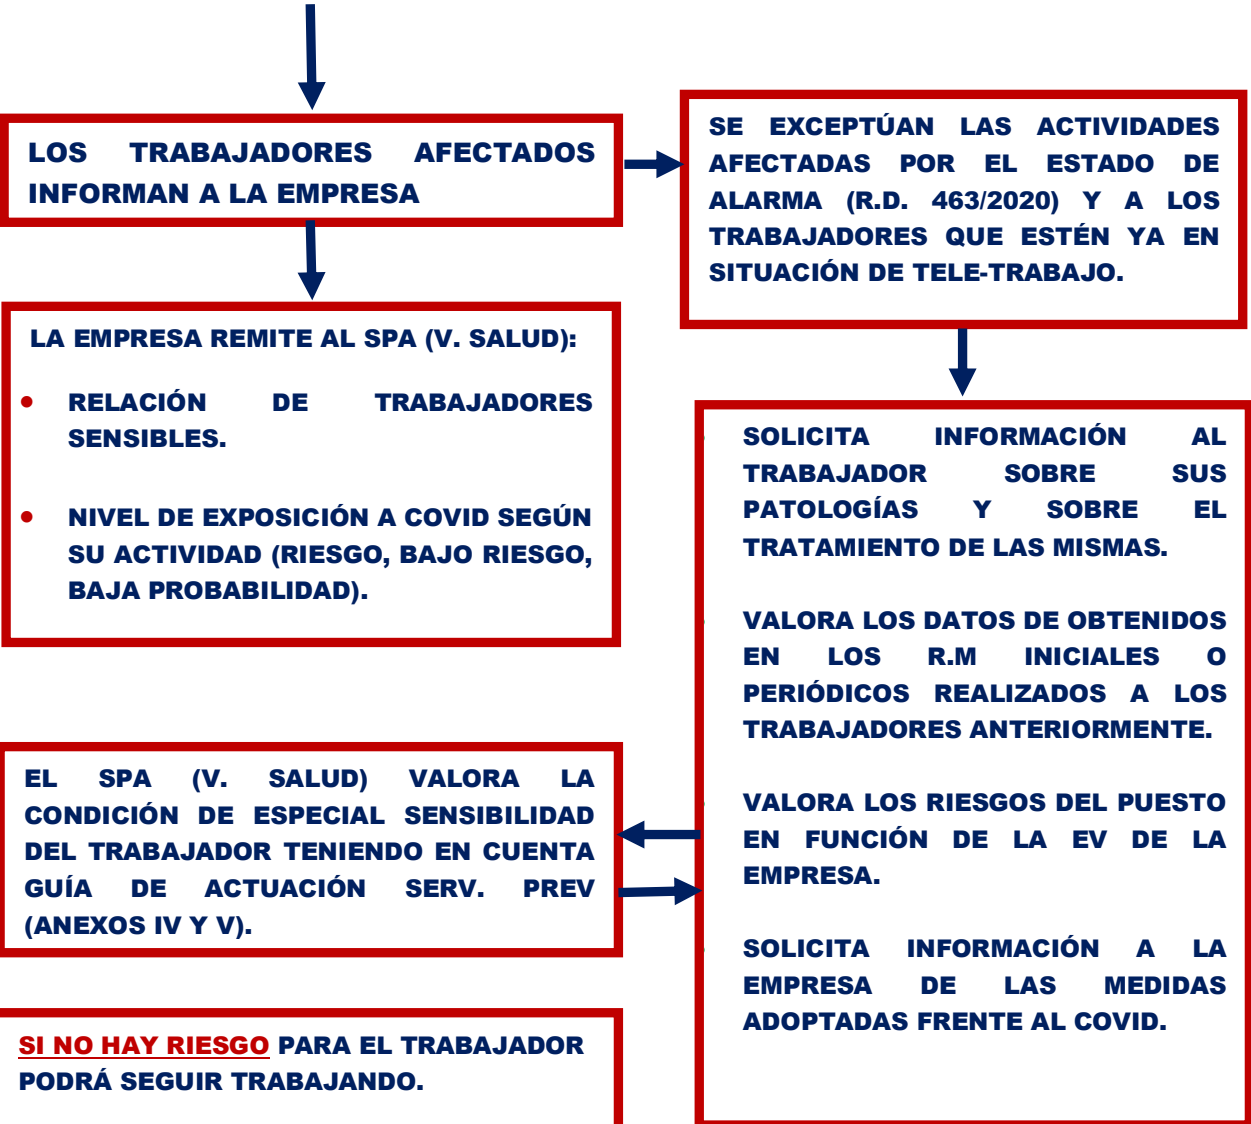 LOS TRABAJADORES AFECTADOS
INFORMAN A LA EMPRESA
SE EXCEPTÚAN LAS ACTIVIDADES
AFECTADAS POR EL ESTADO DE
ALARMA (R.D. 463/2020) Y A LOS
TRABAJADORES QUE ESTÉN YA EN
SITUACIÓN DE TELE-TRABAJO.
LA EMPRESA REMITE AL SPA (V. SALUD):
• RELACIÓN DE TRABAJADORES
SENSIBLES.
• NIVEL DE EXPOSICIÓN A COVID SEGÚN
SU ACTIVIDAD (RIESGO, BAJO RIESGO,
BAJA PROBABILIDAD).
SOLICITA INFORMACIÓN AL
TRABAJADOR SOBRE SUS
PATOLOGÍAS Y SOBRE EL
TRATAMIENTO DE LAS MISMAS.
VALORA LOS DATOS DE OBTENIDOS
EN LOS R.M INICIALES O
PERIÓDICOS REALIZADOS A LOS
TRABAJADORES ANTERIORMENTE.
VALORA LOS RIESGOS DEL PUESTO
EN FUNCIÓN DE LA EV DE LA
EMPRESA.
SOLICITA INFORMACIÓN A LA
EMPRESA DE LAS MEDIDAS
ADOPTADAS FRENTE AL COVID.
EL SPA (V. SALUD) VALORA LA
CONDICIÓN DE ESPECIAL SENSIBILIDAD
DEL TRABAJADOR TENIENDO EN CUENTA
GUÍA DE ACTUACIÓN SERV. PREV
(ANEXOS IV Y V).
SI NO HAY RIESGO PARA EL TRABAJADOR
PODRÁ SEGUIR TRABAJANDO.